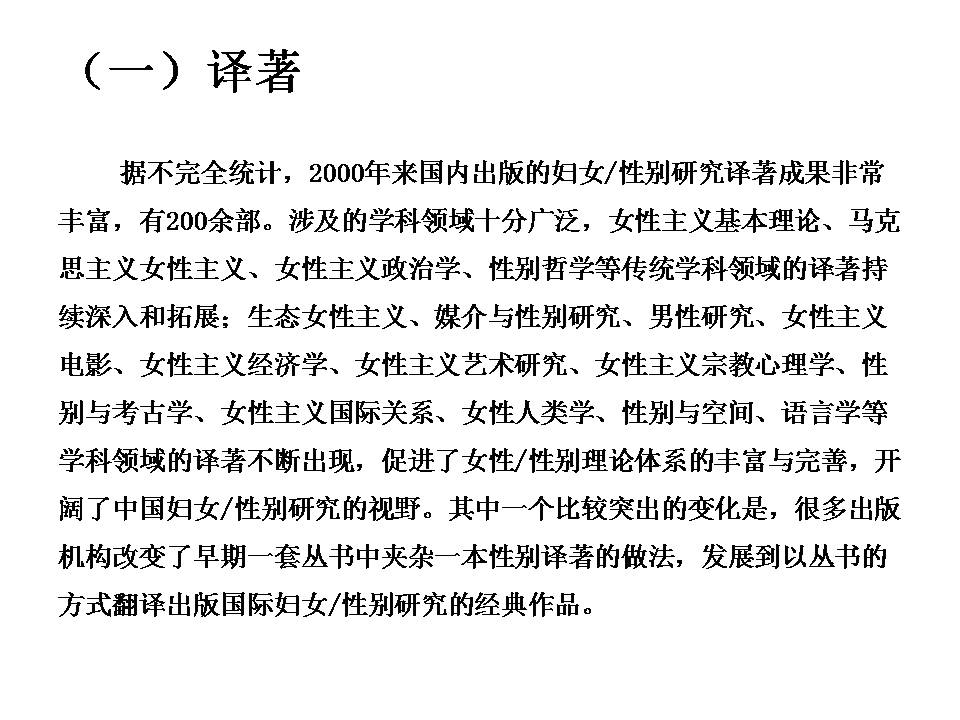 （一）译著
据不完全统计，2000年来国内出版的妇女/性别研究译著成果非常
丰富，有200余部。涉及的学科领域十分广泛，女性主义基本理论、马克
思主义女性主义、女性主义政治学、性别哲学等传统学科领域的译著持
续深入和拓展；生态女性主义、媒介与性别研究、男性研究、女性主义
电影、女性主义经济学、女性主义艺术研究、女性主义宗教心理学、性
别与考古学、女性主义国际关系、女性人类学、性别与空间、语言学等
学科领域的译著不断出现，促进了女性/性别理论体系的丰富与完善，开
阔了中国妇女/性别研究的视野。其中一个比较突出的变化是，很多出版
机构改变了早期一套丛书中夹杂一本性别译著的做法，发展到以丛书的
方式翻译出版国际妇女/性别研究的经典作品。